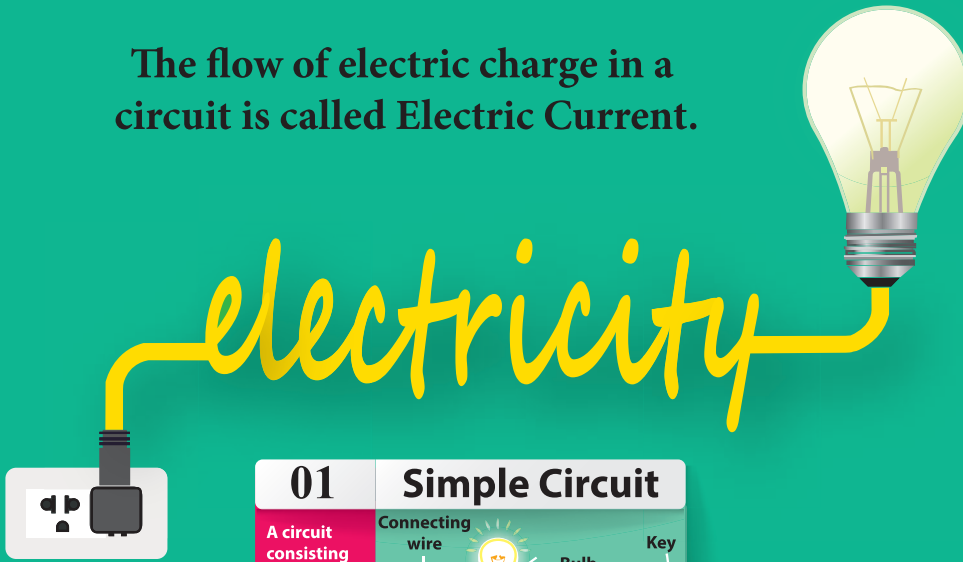 The flow of electric charge in a
circuit is called Electric Current.
electricity
01
Simple Circuit
A circuit
consisting
Connecting
wire
Bulb
Key